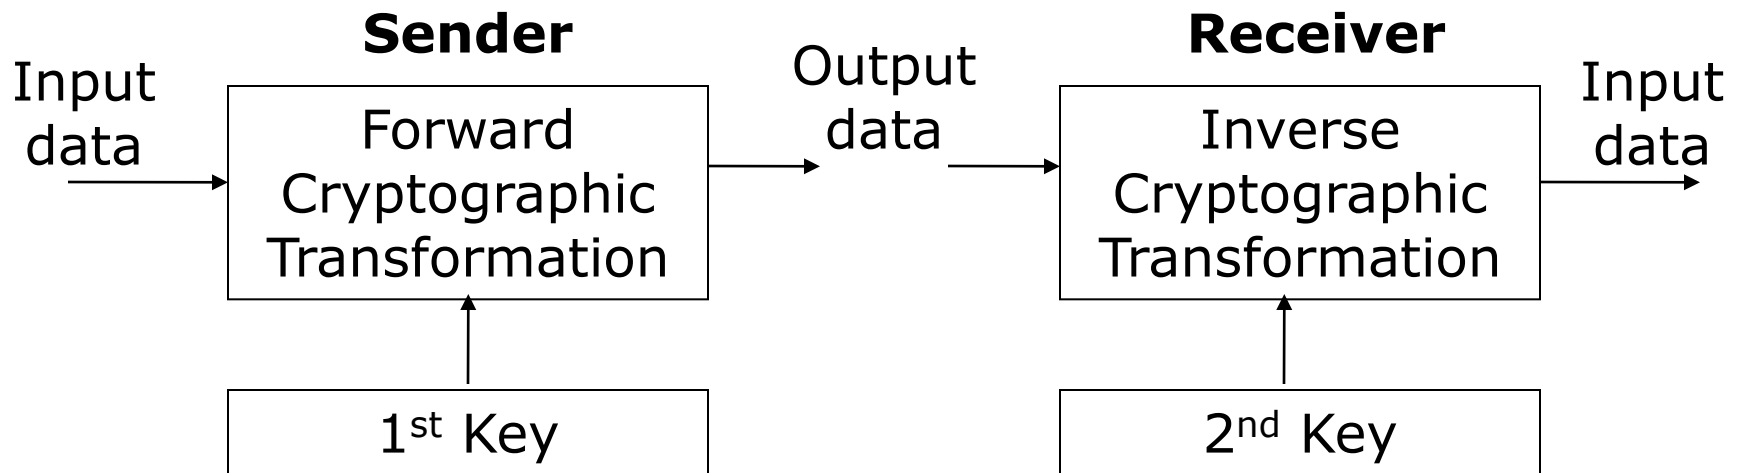 Sender
Receiver
Input
data
Forward
Cryptographic
Transformation
Output
data
Inverse
Cryptographic
Transformation
Input
data
1st Key
2nd Key